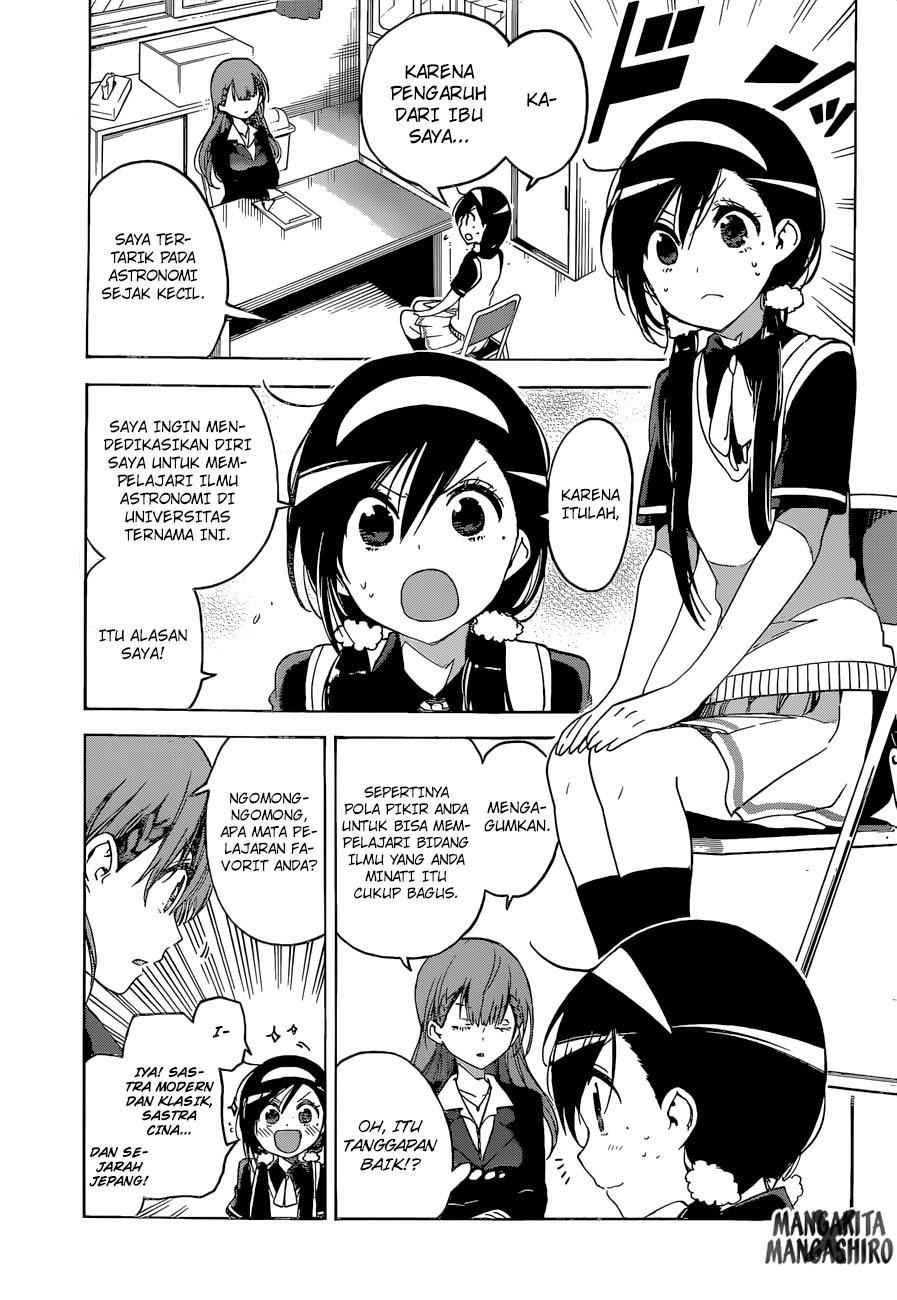 ドドン
KA-
KARENA
PENGARUH
DARI IBU
SAYA...
SAYA TER-
TARIK PADA
ASTRONOMI
SEJAK KECIL.
KARENA
ITULAH,
SAYA INGIN MEN-
DEDIKASIKAN DIRI
SAYA UNTUK MEM-
PELAJARI ILMU
ASTRONOMI DI
UNIVERSITAS
TERNAMA INI.
ITU ALASAN
SAYA!
MENGA-
GUMKAN.
SEPERTINYA
POLA PIKIR ANDA
UNTUK BISA MEM-
PELAJARI BIDANG
ILMU YANG ANDA
MINATI ITU
CUKUP BAGUS.
OH, ITU
TANGGAPAN
BAIK!?
NGOMONG-
NGOMONG,
APA MATA PE-
LAJARAN FA-
VORIT ANDA?
I-
IYA! SAS-
TRA MODERN
DAN KLASIK,
SASTRA
CINA...
DAN SE-
JARAH
JEPANG!
MANGAKITA
X
MANGASHIRO